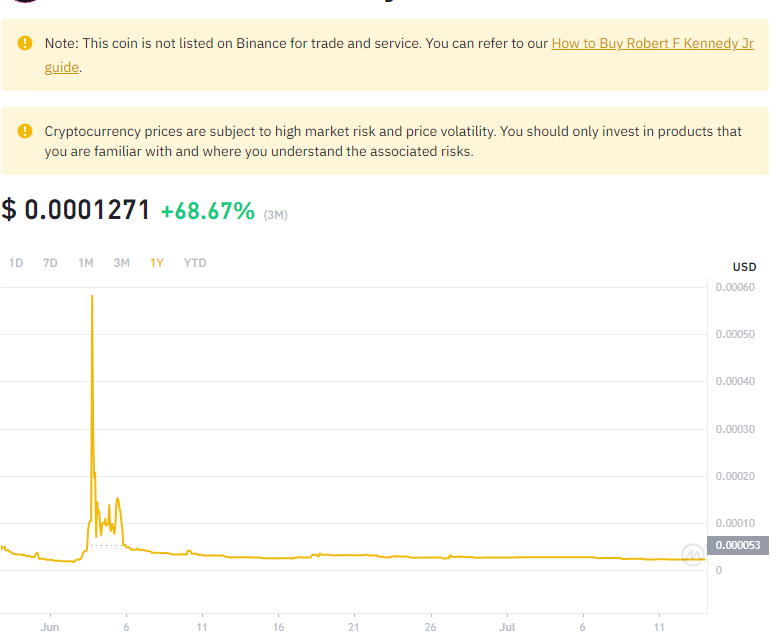 Note: This coin is not listed on Binance for trade and service. You can refer to our How to Buy Robert F Kennedy Jr
guide.
Cryptocurrency prices are subject to high market risk and price volatility. You should only invest in products that
you are familiar with and where you understand the associated risks.
$ 0.0001271 +68.67% (3M)
1D 7D 1M 3M 1Y YTD
USD
0.00060
0.00050
0.00040
0.00030
0.00020
0.00010
0.000053
0
Jun 6 11 16 21 26 Jul 6 11